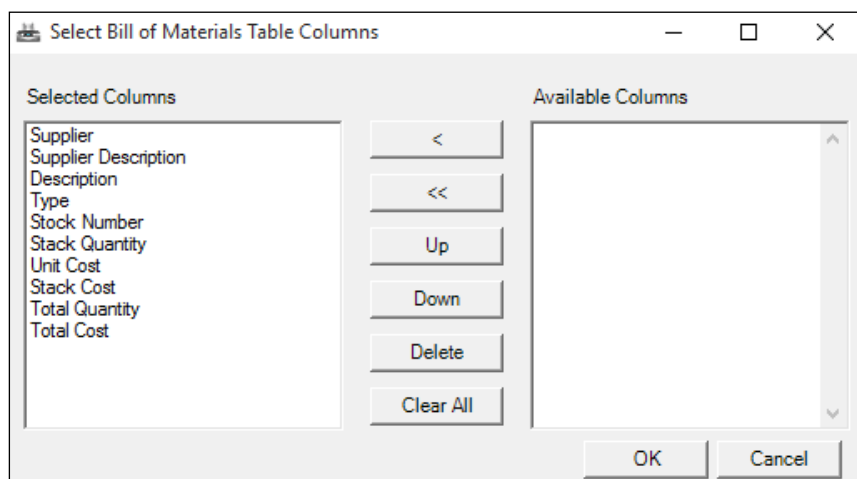 Select Bill of Materials Table Columns
Selected Columns
Available Columns
Supplier
Supplier Description
Description
Type
Stock Number
Stack Quantity
Unit Cost
Stack Cost
Total Quantity
Total Cost
<
<<
Up
Down
Delete
Clear All
OK
Cancel